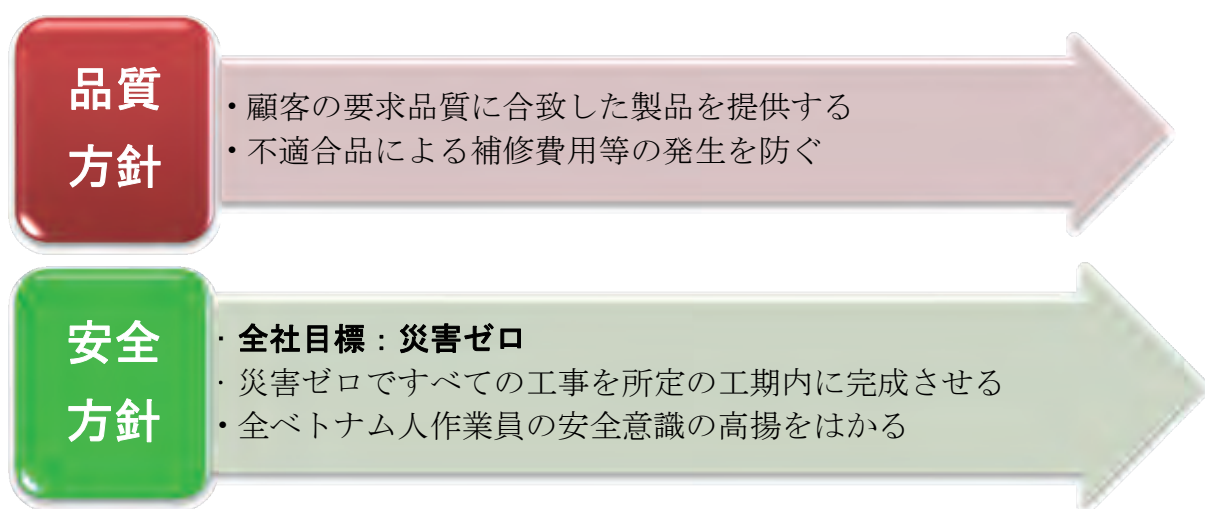 品質
方針
・顧客の要求品質に合致した製品を提供する
・不適合品による補修費用等の発生を防ぐ
安全
方針
・全社目標：災害ゼロ
・災害ゼロですべての工事を所定の工期内に完成させる
・全ベトナム人作業員の安全意識の高揚をはかる